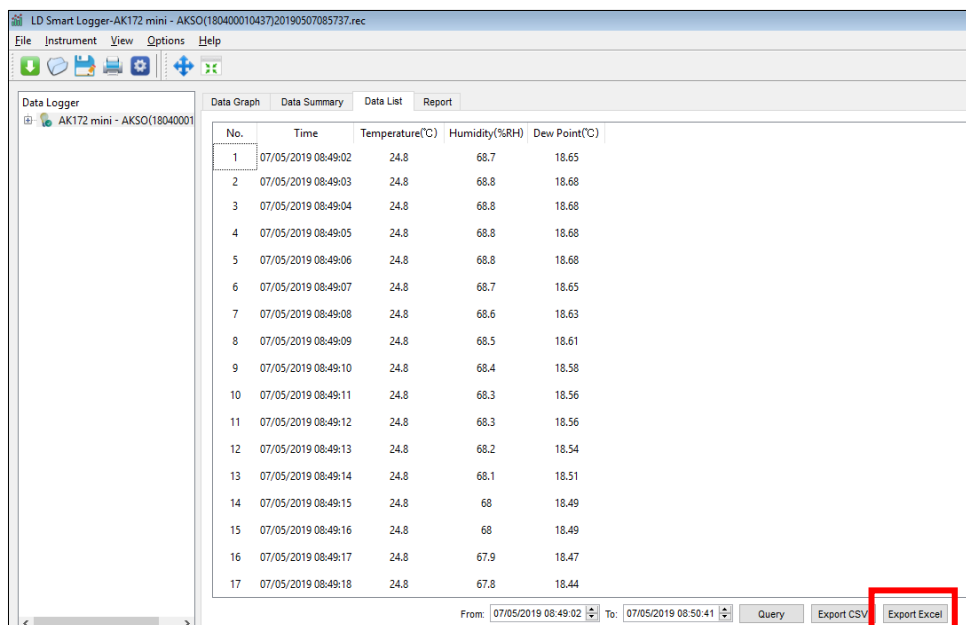 LD Smart Logger-AK172 mini - AKSO(180400010437)20190507085737.rec
File Instrument View Options Help
Data Logger
AK172 mini - AKSO(18040001
Data Graph Data Summary Data List Report
No. Time Temperature(℃) Humidity(%RH) Dew Point(℃)
1 07/05/2019 08:49:02 24.8 68.7 18.65
2 07/05/2019 08:49:03 24.8 68.8 18.68
3 07/05/2019 08:49:04 24.8 68.8 18.68
4 07/05/2019 08:49:05 24.8 68.8 18.68
5 07/05/2019 08:49:06 24.8 68.8 18.68
6 07/05/2019 08:49:07 24.8 68.7 18.65
7 07/05/2019 08:49:08 24.8 68.6 18.63
8 07/05/2019 08:49:09 24.8 68.5 18.61
9 07/05/2019 08:49:10 24.8 68.4 18.58
10 07/05/2019 08:49:11 24.8 68.3 18.56
11 07/05/2019 08:49:12 24.8 68.3 18.56
12 07/05/2019 08:49:13 24.8 68.2 18.54
13 07/05/2019 08:49:14 24.8 68.1 18.51
14 07/05/2019 08:49:15 24.8 68 18.49
15 07/05/2019 08:49:16 24.8 68 18.49
16 07/05/2019 08:49:17 24.8 67.9 18.47
17 07/05/2019 08:49:18 24.8 67.8 18.44
From: 07/05/2019 08:49:02 To: 07/05/2019 08:50:41 Query Export CSV Export Excel